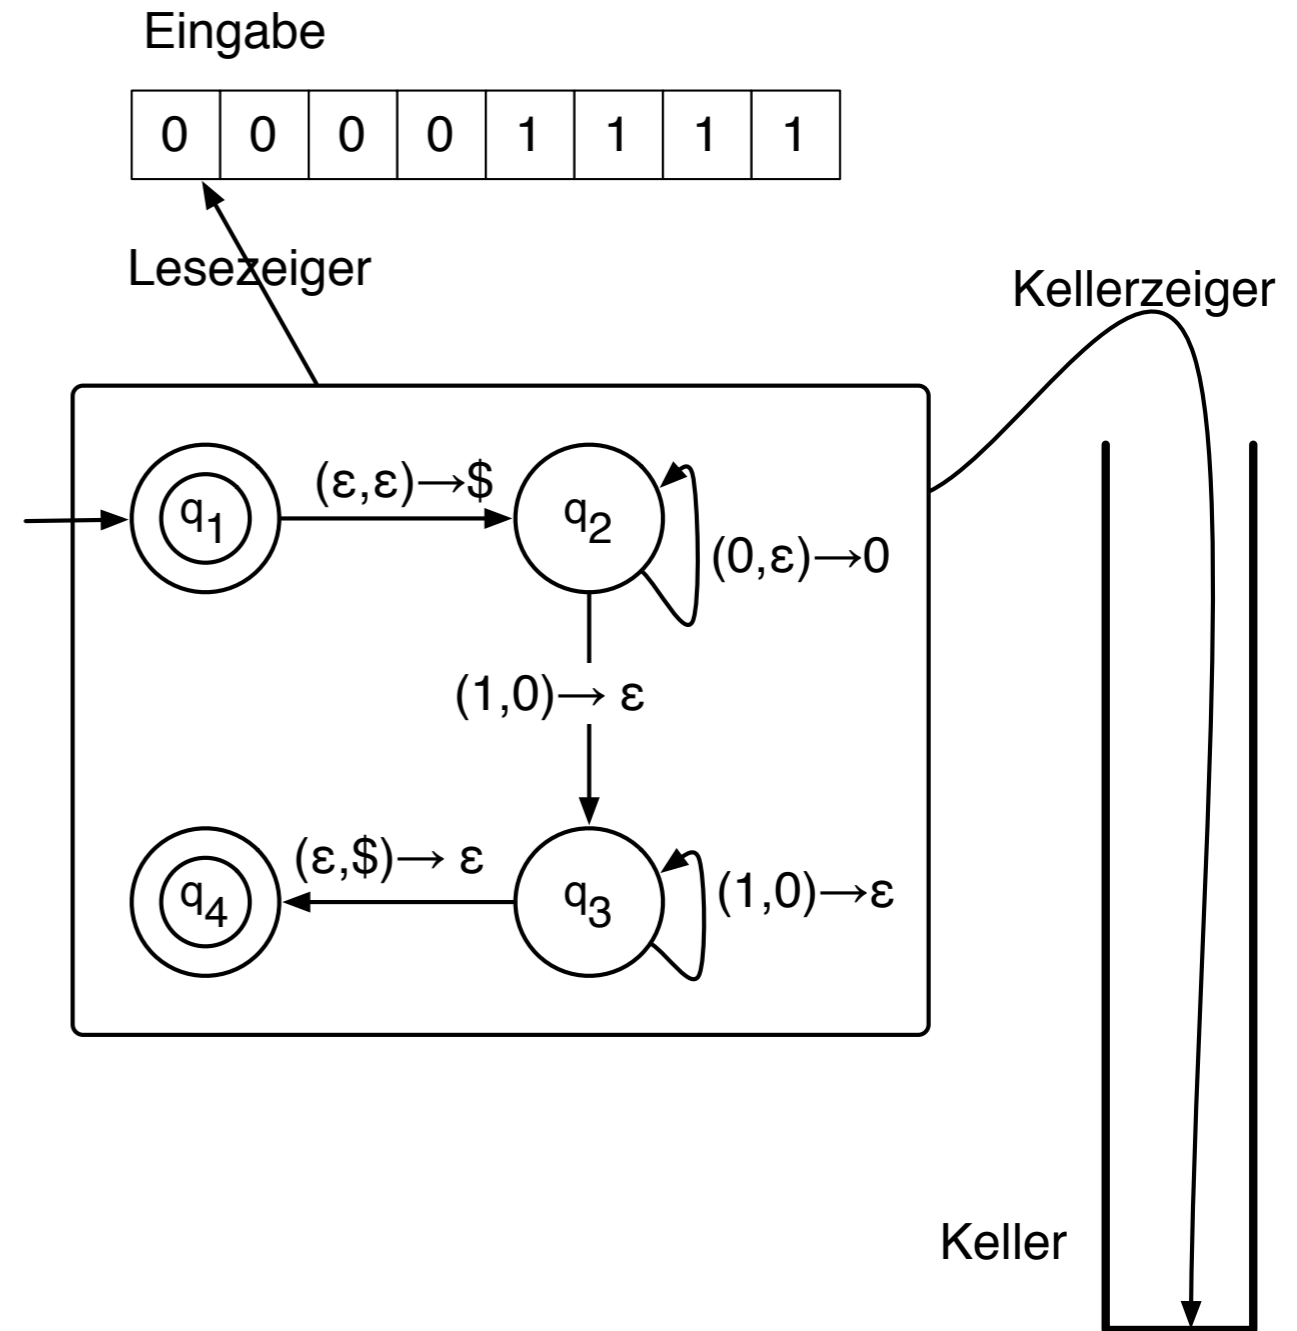 Eingabe
0 0 0 0 1 1 1 1
Lesezeiger
Kellerzeiger
q1 (ε,ε)→$ q2
(0,ε)→0
(1,0)→ ε
q4 (ε,$)→ ε q3 (1,0)→ε
Keller